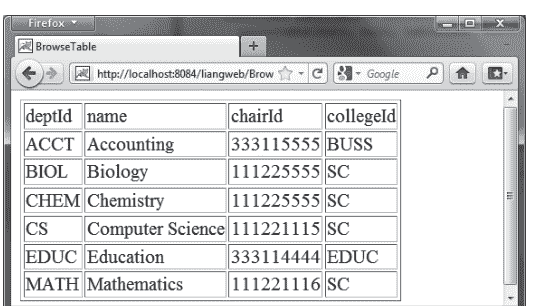 Firefox
BrowseTable
http://localhost:8084/liangweb/Brow
Google
deptId name chairId collegeId
ACCT Accounting 333115555 BUSS
BIOL Biology 111225555 SC
CHEM Chemistry 111225555 SC
CS Computer Science 111221115 SC
EDUC Education 333114444 EDUC
MATH Mathematics 111221116 SC